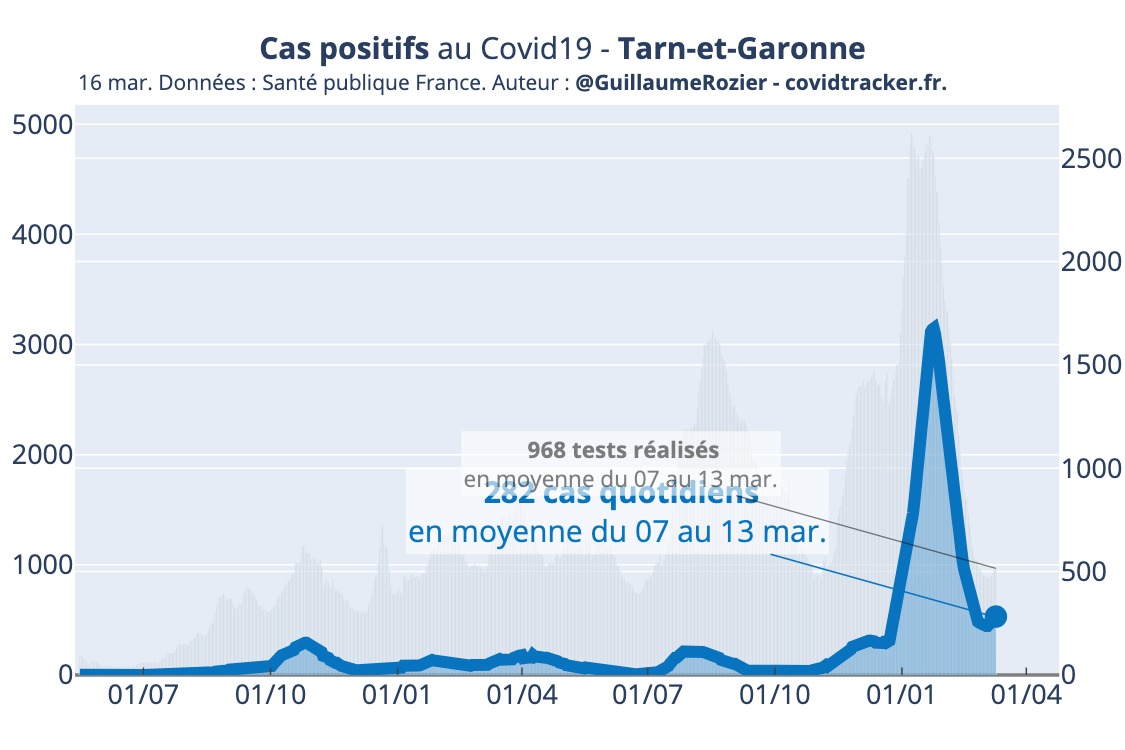 Cas positifs au Covid19 - Tarn-et-Garonne
16 mar. Données : Santé publique France. Auteur : @GuillaumeRozier - covidtracker.fr.
5000
4000
3000
2000
1000
0
2500
2000
1500
1000
500
0
968 tests réalisés
en moyenne du 07 au 13 mar.
282 cas quotidiens
en moyenne du 07 au 13 mar.
01/07 01/10 01/01 01/04 01/07 01/10 01/01 01/04